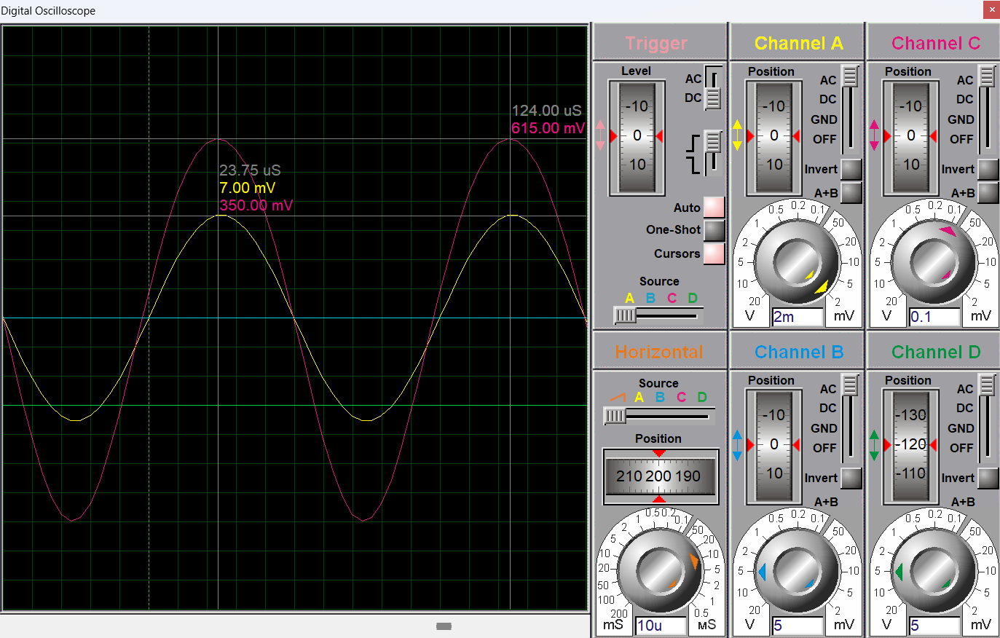 Digital Oscilloscope
×
124.00 uS
615.00 mV
23.75 uS
7.00 mV
350.00 mV
Trigger
Level
-10
0
10
AC
DC
Auto
One-Shot
Cursors
Source
A B C D
Channel A
Position
-10
0
10
AC
DC
GND
OFF
Invert
A+B
20 10 5 2 1 0.5 0.2 0.1 50 20 10 5 2
V 2m mV
Channel C
Position
-10
0
10
AC
DC
GND
OFF
Invert
A+B
20 10 5 2 1 0.5 0.2 0.1 50 20 10 5 2
V 0.1 mV
Horizontal
Source
A B C D
Position
210 200 190
200 100 50 20 10 5 2 1 0.5 0.2 0.1 50 20 10 5 2 1 0.5
mS 10u мS
Channel B
Position
-10
0
10
AC
DC
GND
OFF
Invert
A+B
20 10 5 2 1 0.5 0.2 0.1 50 20 10 5 2
V 5 mV
Channel D
Position
-130
-120
-110
AC
DC
GND
OFF
Invert
A+B
20 10 5 2 1 0.5 0.2 0.1 50 20 10 5 2
V 5 mV